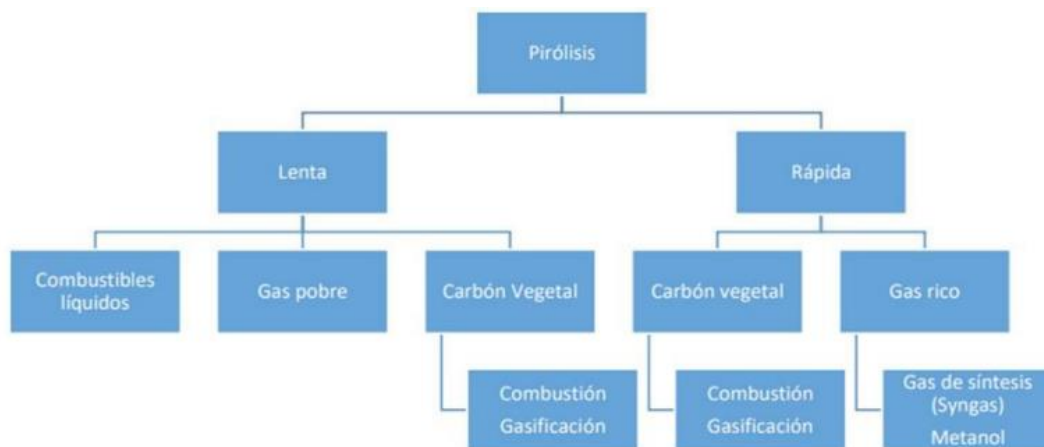 Pirólisis
Lenta
Rápida
Combustibles
líquidos
Gas pobre
Carbón Vegetal
Carbón vegetal
Gas rico
Combustión
Gasificación
Combustión
Gasificación
Gas de síntesis
(Syngas)
Metanol